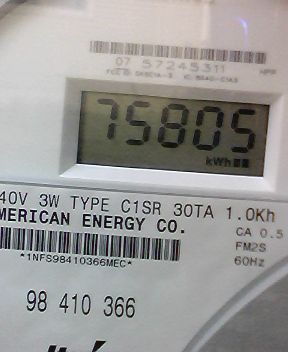 07 57245311
75805
kWh
40V 3W TYPE C1SR 30TA 1.0Kh
MERICAN ENERGY CO.
CA 0.5
FM2S
*1NFS98410366MEC*
60Hz
98 410 366